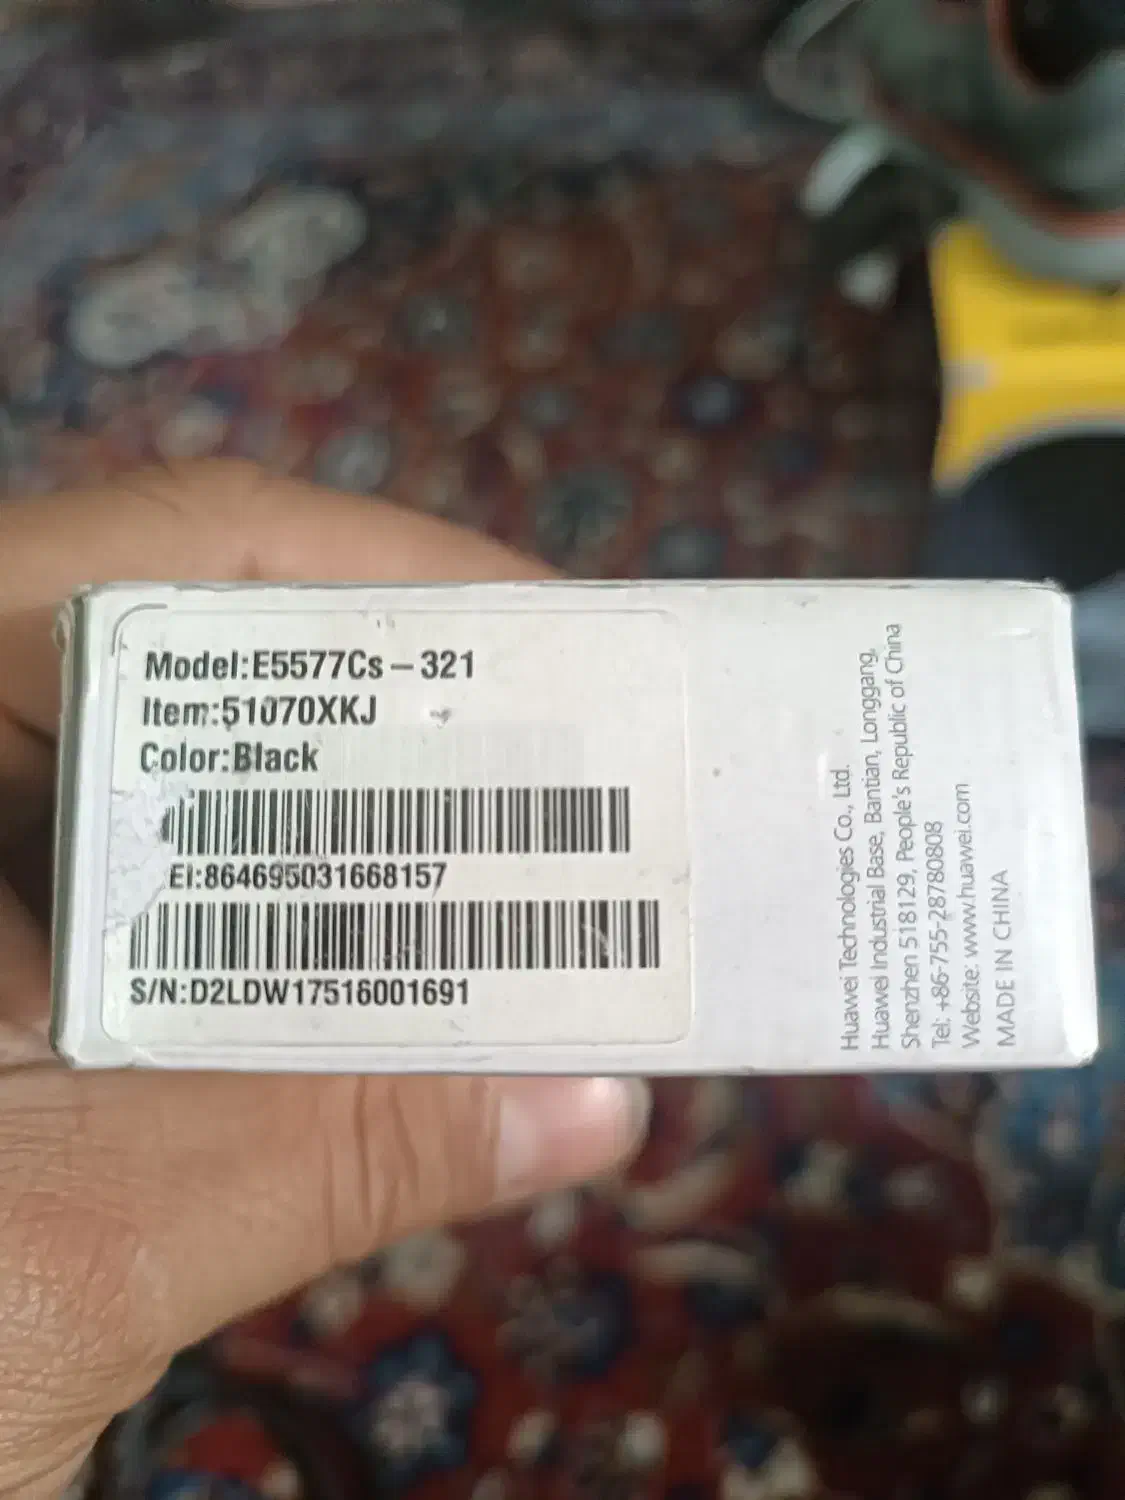 Model:E5577Cs – 321
Item:51070XKJ
Color:Black
EI:864695031668157
S/N:D2LDW17516001691
Huawei Technologies Co., Ltd.
Huawei Industrial Base, Bantian, Longgang,
Shenzhen 518129, People's Republic of China
Tel: +86-755-28780808
Website: www.huawei.com
MADE IN CHINA